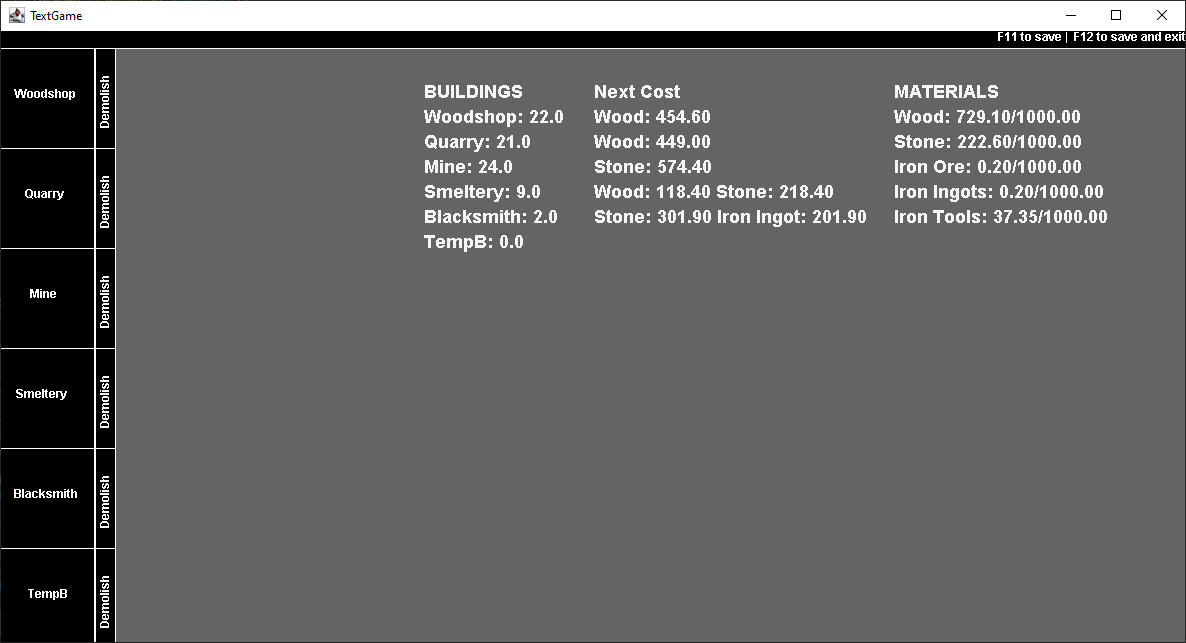 TextGame
F11 to save | F12 to save and exit
Woodshop
Demolish
Quarry
Demolish
Mine
Demolish
Smeltery
Demolish
Blacksmith
Demolish
TempB
Demolish
BUILDINGS
Woodshop: 22.0
Quarry: 21.0
Mine: 24.0
Smeltery: 9.0
Blacksmith: 2.0
TempB: 0.0
Next Cost
Wood: 454.60
Wood: 449.00
Stone: 574.40
Wood: 118.40 Stone: 218.40
Stone: 301.90 Iron Ingot: 201.90
MATERIALS
Wood: 729.10/1000.00
Stone: 222.60/1000.00
Iron Ore: 0.20/1000.00
Iron Ingots: 0.20/1000.00
Iron Tools: 37.35/1000.00